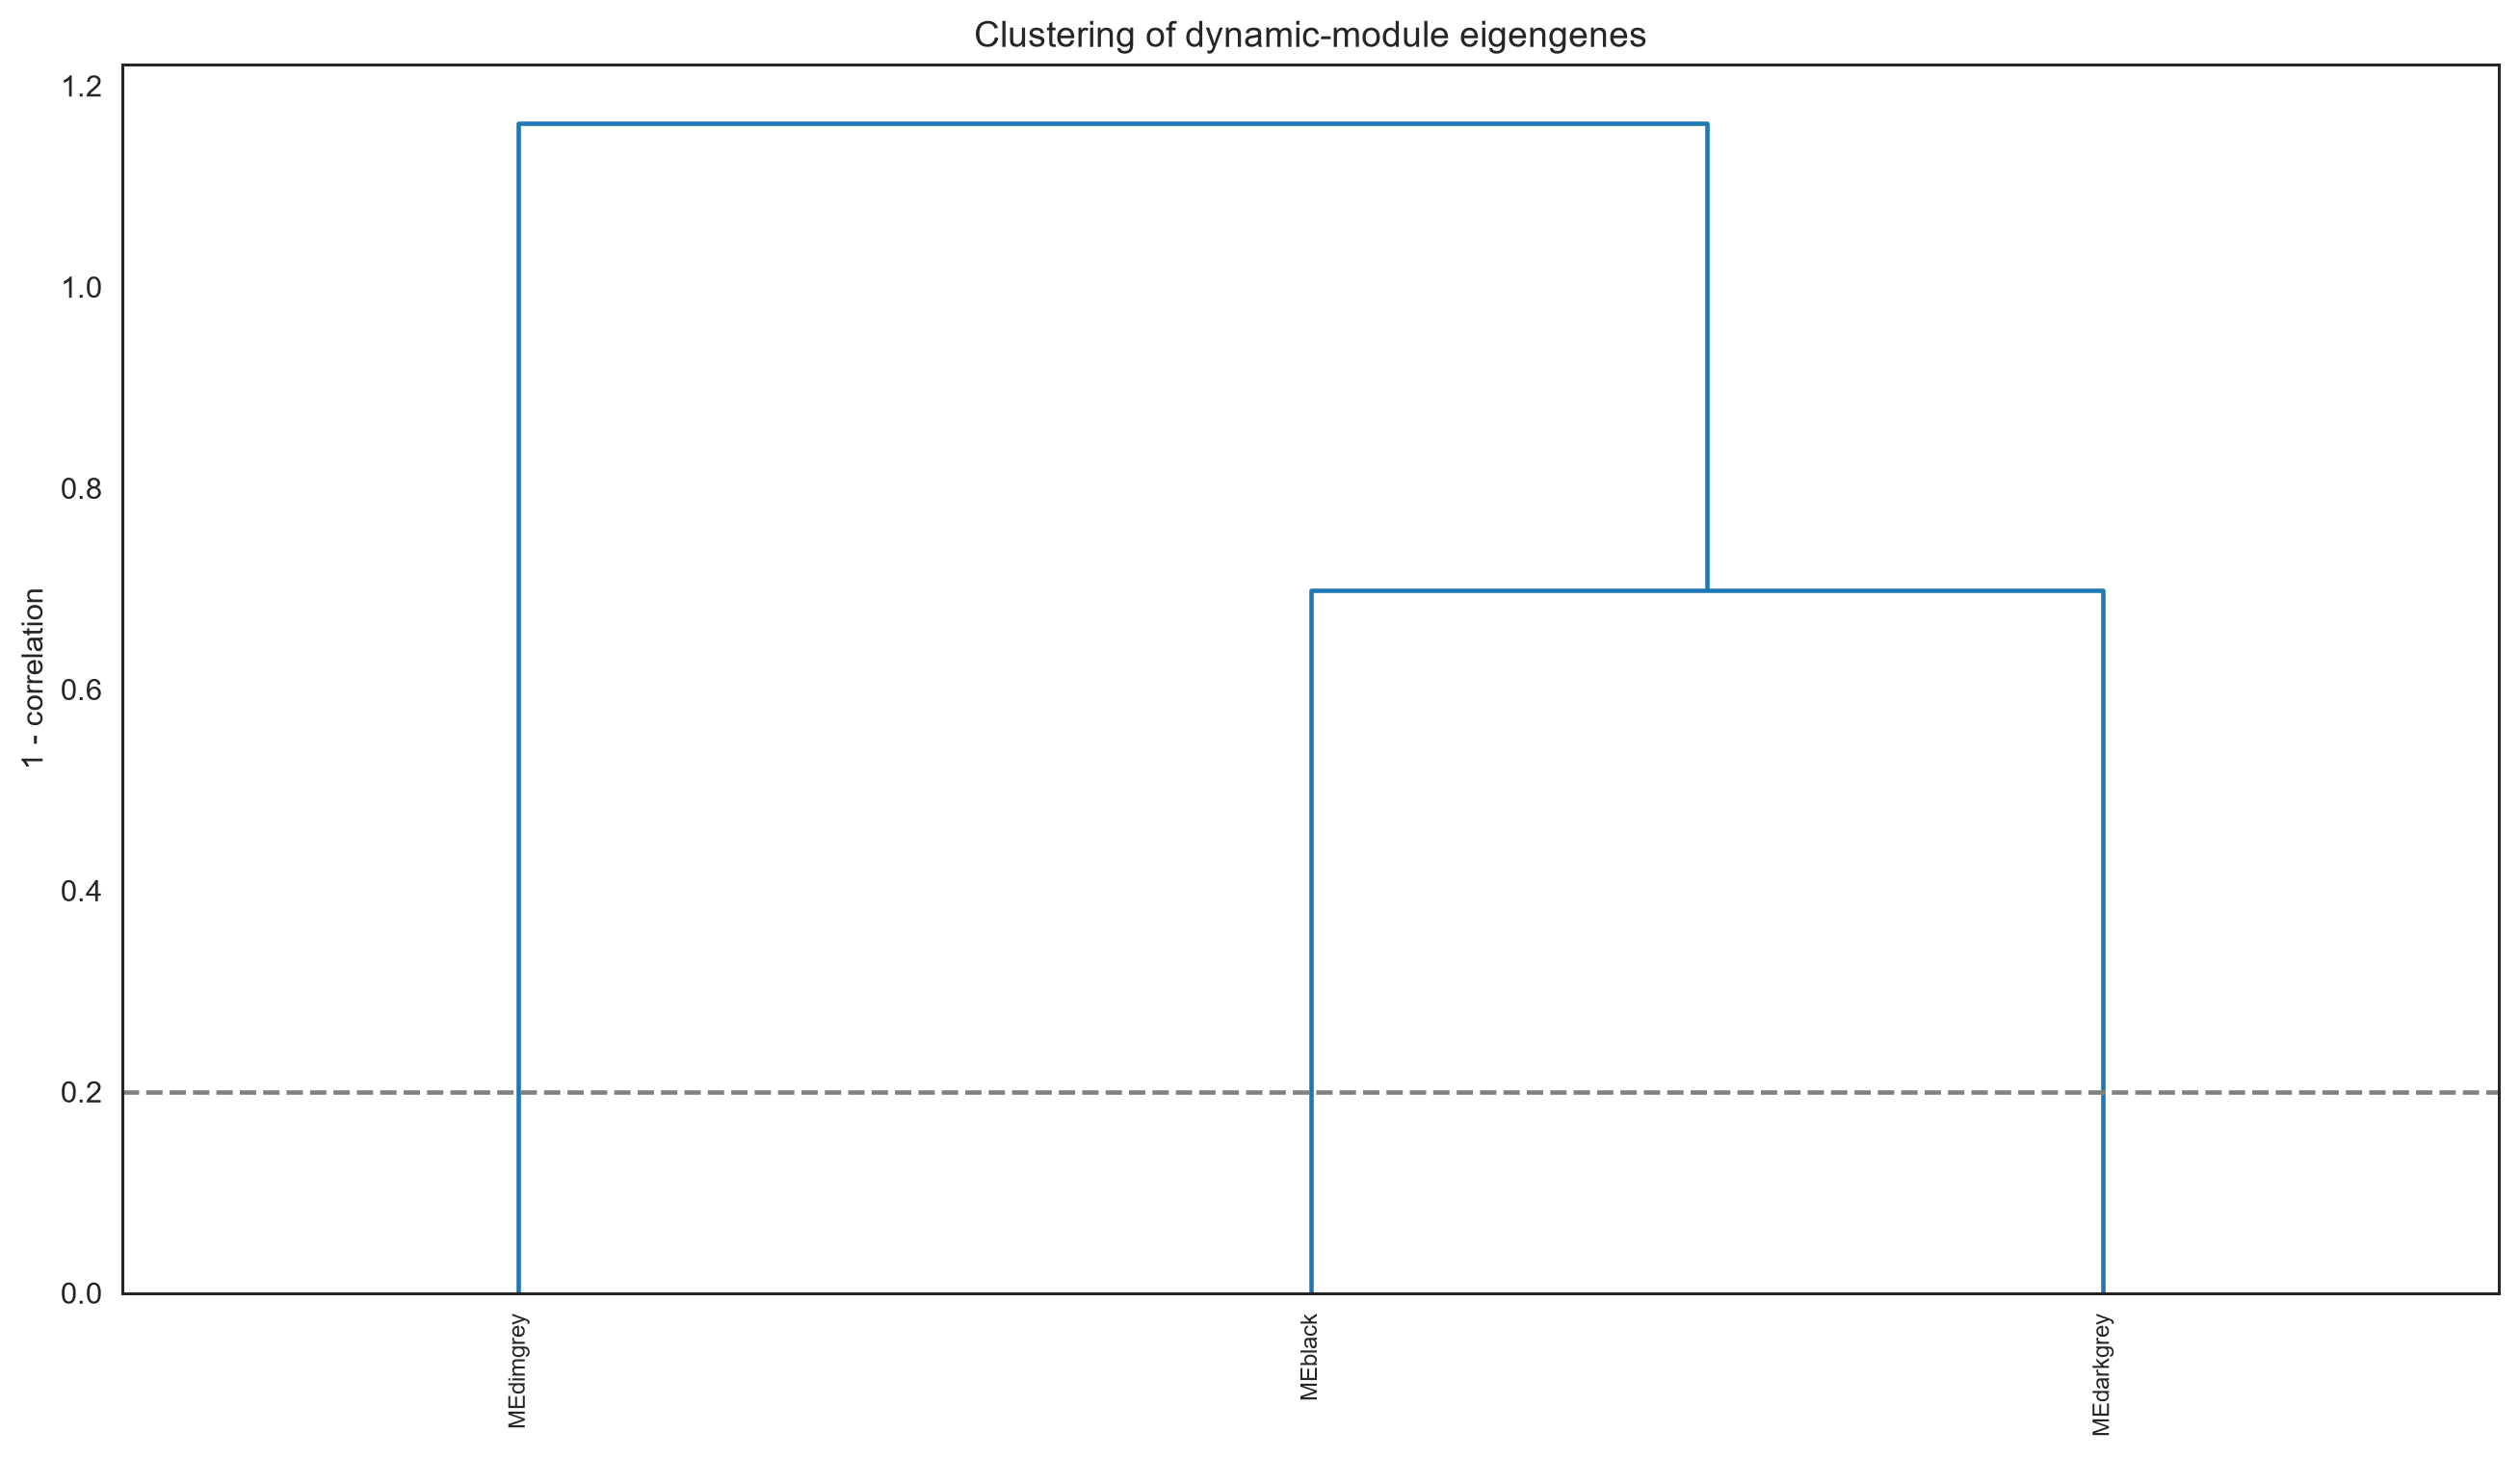 Clustering of dynamic-module eigengenes
1.2
1.0
0.8
0.6
0.4
0.2
0.0
1 - correlation
MEdimgrey
MEblack
MEdarkgrey